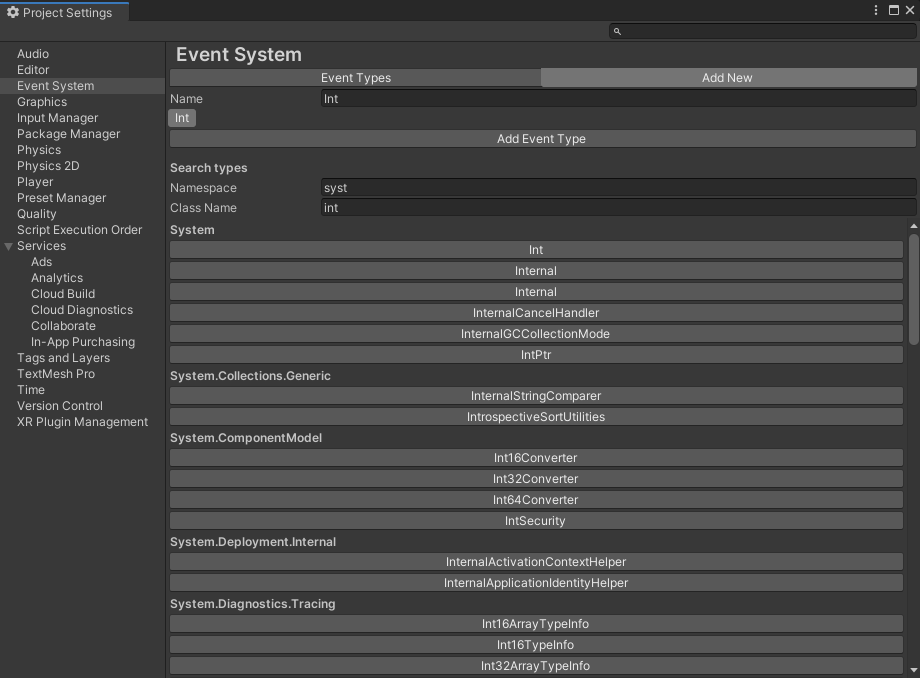 Project Settings
Audio
Editor
Event System
Graphics
Input Manager
Package Manager
Physics
Physics 2D
Player
Preset Manager
Quality
Script Execution Order
Services
Ads
Analytics
Cloud Build
Cloud Diagnostics
Collaborate
In-App Purchasing
Tags and Layers
TextMesh Pro
Time
Version Control
XR Plugin Management
Event System
Event Types Add New
Name Int
Int
Add Event Type
Search types
Namespace syst
Class Name int
System
Int
Internal
Internal
InternalCancelHandler
InternalGCCollectionMode
IntPtr
System.Collections.Generic
InternalStringComparer
IntrospectiveSortUtilities
System.ComponentModel
Int16Converter
Int32Converter
Int64Converter
IntSecurity
System.Deployment.Internal
InternalActivationContextHelper
InternalApplicationIdentityHelper
System.Diagnostics.Tracing
Int16ArrayTypeInfo
Int16TypeInfo
Int32ArrayTypeInfo